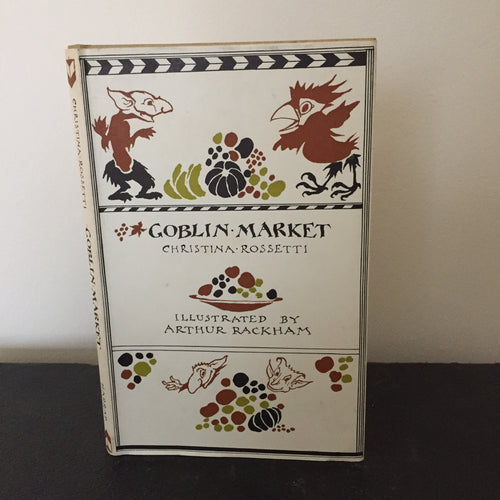 GOBLIN·MARKET
CHRISTINA·ROSSETTI
ILLUSTRATED BY
ARTHUR RACKHAM
CHRISTINA·ROSSETTI
GOBLIN·MARKET